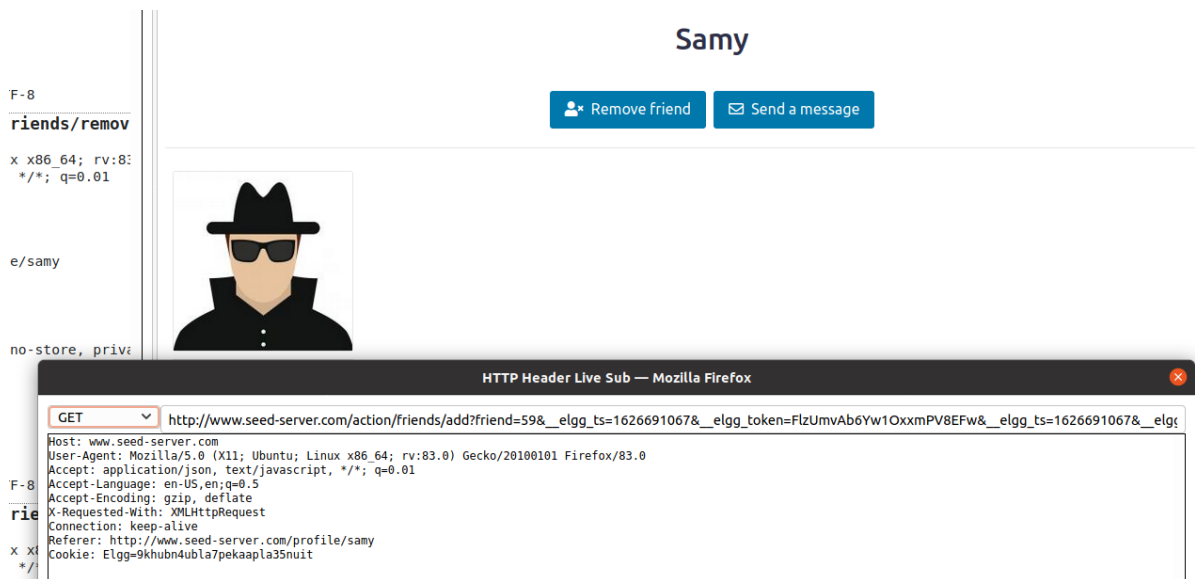 Samy
Remove friend
Send a message
F-8
riends/remov
x x86_64; rv:83
*/*; q=0.01
e/samy
no-store, priva
HTTP Header Live Sub — Mozilla Firefox
GET
http://www.seed-server.com/action/friends/add?friend=59&__elgg_ts=1626691067&__elgg_token=FlzUmvAb6Yw1OxxmPV8EFw&__elgg_ts=1626691067&__elgg
Host: www.seed-server.com
User-Agent: Mozilla/5.0 (X11; Ubuntu; Linux x86_64; rv:83.0) Gecko/20100101 Firefox/83.0
Accept: application/json, text/javascript, */*; q=0.01
Accept-Language: en-US,en;q=0.5
Accept-Encoding: gzip, deflate
X-Requested-With: XMLHttpRequest
Connection: keep-alive
Referer: http://www.seed-server.com/profile/samy
Cookie: Elgg=9khubn4ubla7pekaapla35nuit
F-8
rie
x x8
*/*